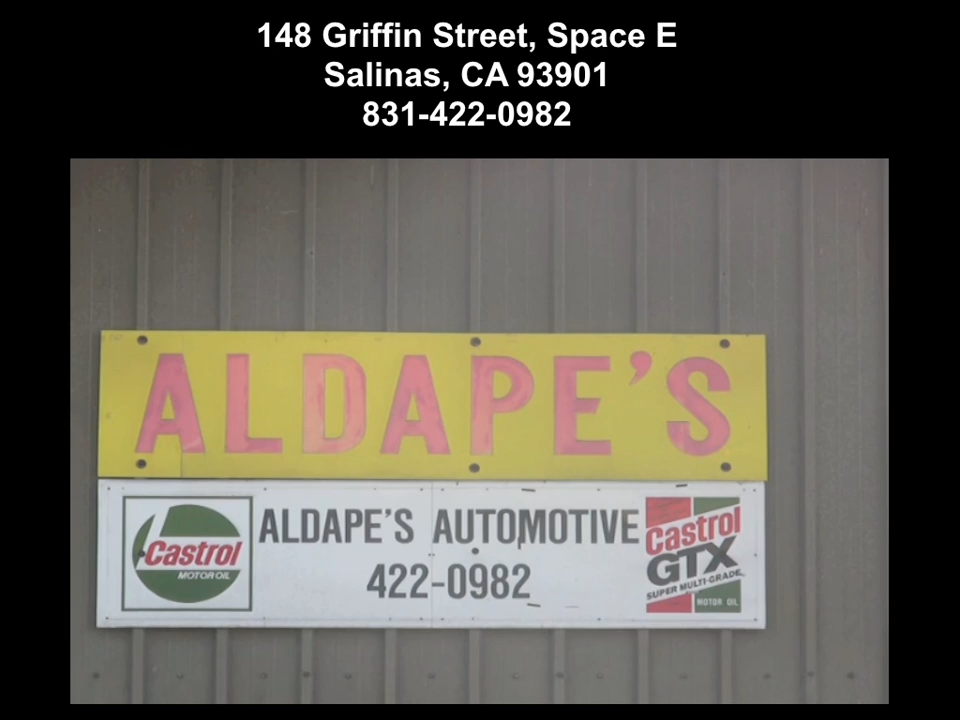 148 Griffin Street, Space E
Salinas, CA 93901
831-422-0982
ALDAPE'S
Castrol
MOTOR OIL
ALDAPE'S AUTOMOTIVE
422-0982
Castrol
GTX
SUPER MULTI-GRADE
MOTOR OIL